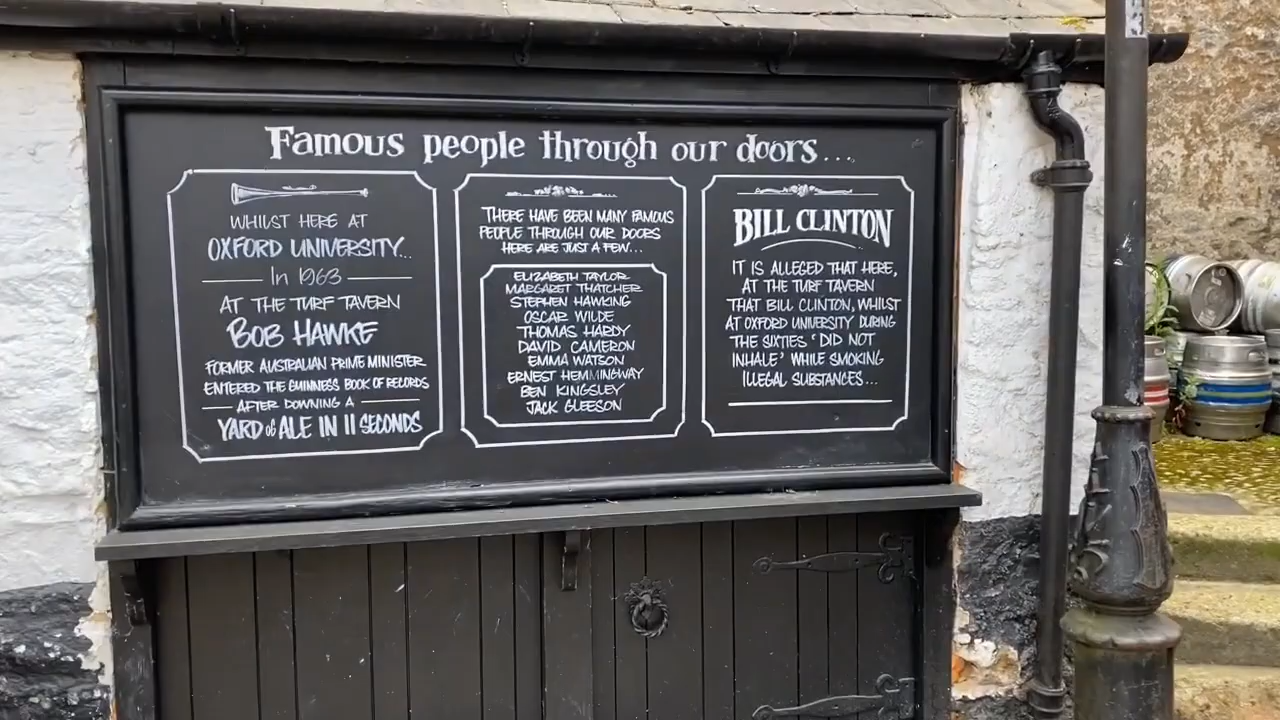 Famous people through our doors...
WHILST HERE AT
OXFORD UNIVERSITY...
In 1963
AT THE TURF TAVERN
BOB HAWKE
FORMER AUSTRALIAN PRIME MINISTER
ENTERED THE GUINNESS BOOK OF RECORDS
AFTER DOWNING A
YARD of ALE IN 11 SECONDS
THERE HAVE BEEN MANY FAMOUS
PEOPLE THROUGH OUR DOORS
HERE ARE JUST A FEW...
ELIZABETH TAYLOR
MARGARET THATCHER
STEPHEN HAWKING
OSCAR WILDE
THOMAS HARDY
DAVID CAMERON
EMMA WATSON
ERNEST HEMMINGWAY
BEN KINGSLEY
JACK GLEESON
BILL CLINTON
IT IS ALLEGED THAT HERE,
AT THE TURF TAVERN
THAT BILL CLINTON, WHILST
AT OXFORD UNIVERSITY DURING
THE SIXTIES 'DID NOT
INHALE' WHILE SMOKING
ILLEGAL SUBSTANCES...